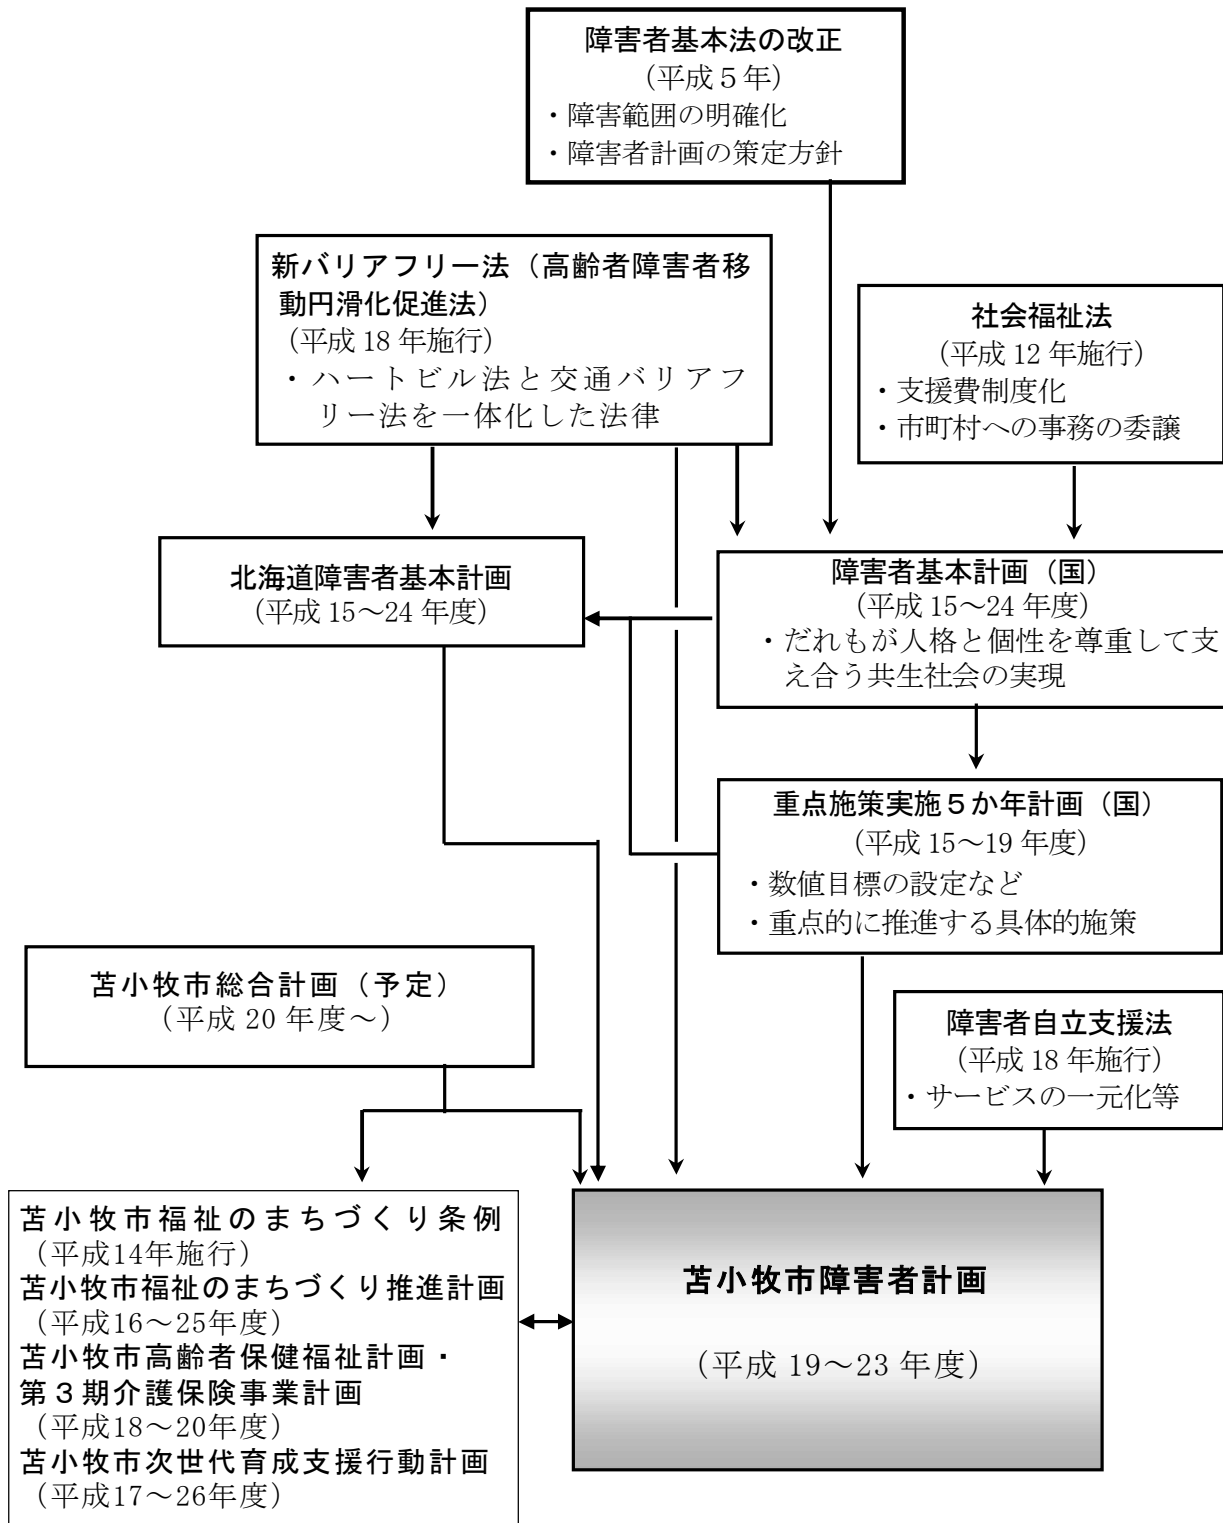 障害者基本法の改正
（平成５年）
・障害範囲の明確化
・障害者計画の策定方針
新バリアフリー法（高齢者障害者移
動円滑化促進法）
（平成 18 年施行）
・ハートビル法と交通バリアフ
リー法を一体化した法律
社会福祉法
（平成 12 年施行）
・支援費制度化
・市町村への事務の委譲
北海道障害者基本計画
（平成 15～24 年度）
障害者基本計画（国）
（平成 15～24 年度）
・だれもが人格と個性を尊重して支
え合う共生社会の実現
重点施策実施５か年計画（国）
（平成 15～19 年度）
・数値目標の設定など
・重点的に推進する具体的施策
苫小牧市総合計画（予定）
（平成 20 年度～）
障害者自立支援法
（平成 18 年施行）
・サービスの一元化等
苫小牧市福祉のまちづくり条例
（平成14年施行）
苫小牧市福祉のまちづくり推進計画
（平成16～25年度）
苫小牧市高齢者保健福祉計画・
第３期介護保険事業計画
（平成18～20年度）
苫小牧市次世代育成支援行動計画
（平成17～26年度）
苫小牧市障害者計画
（平成 19～23 年度）